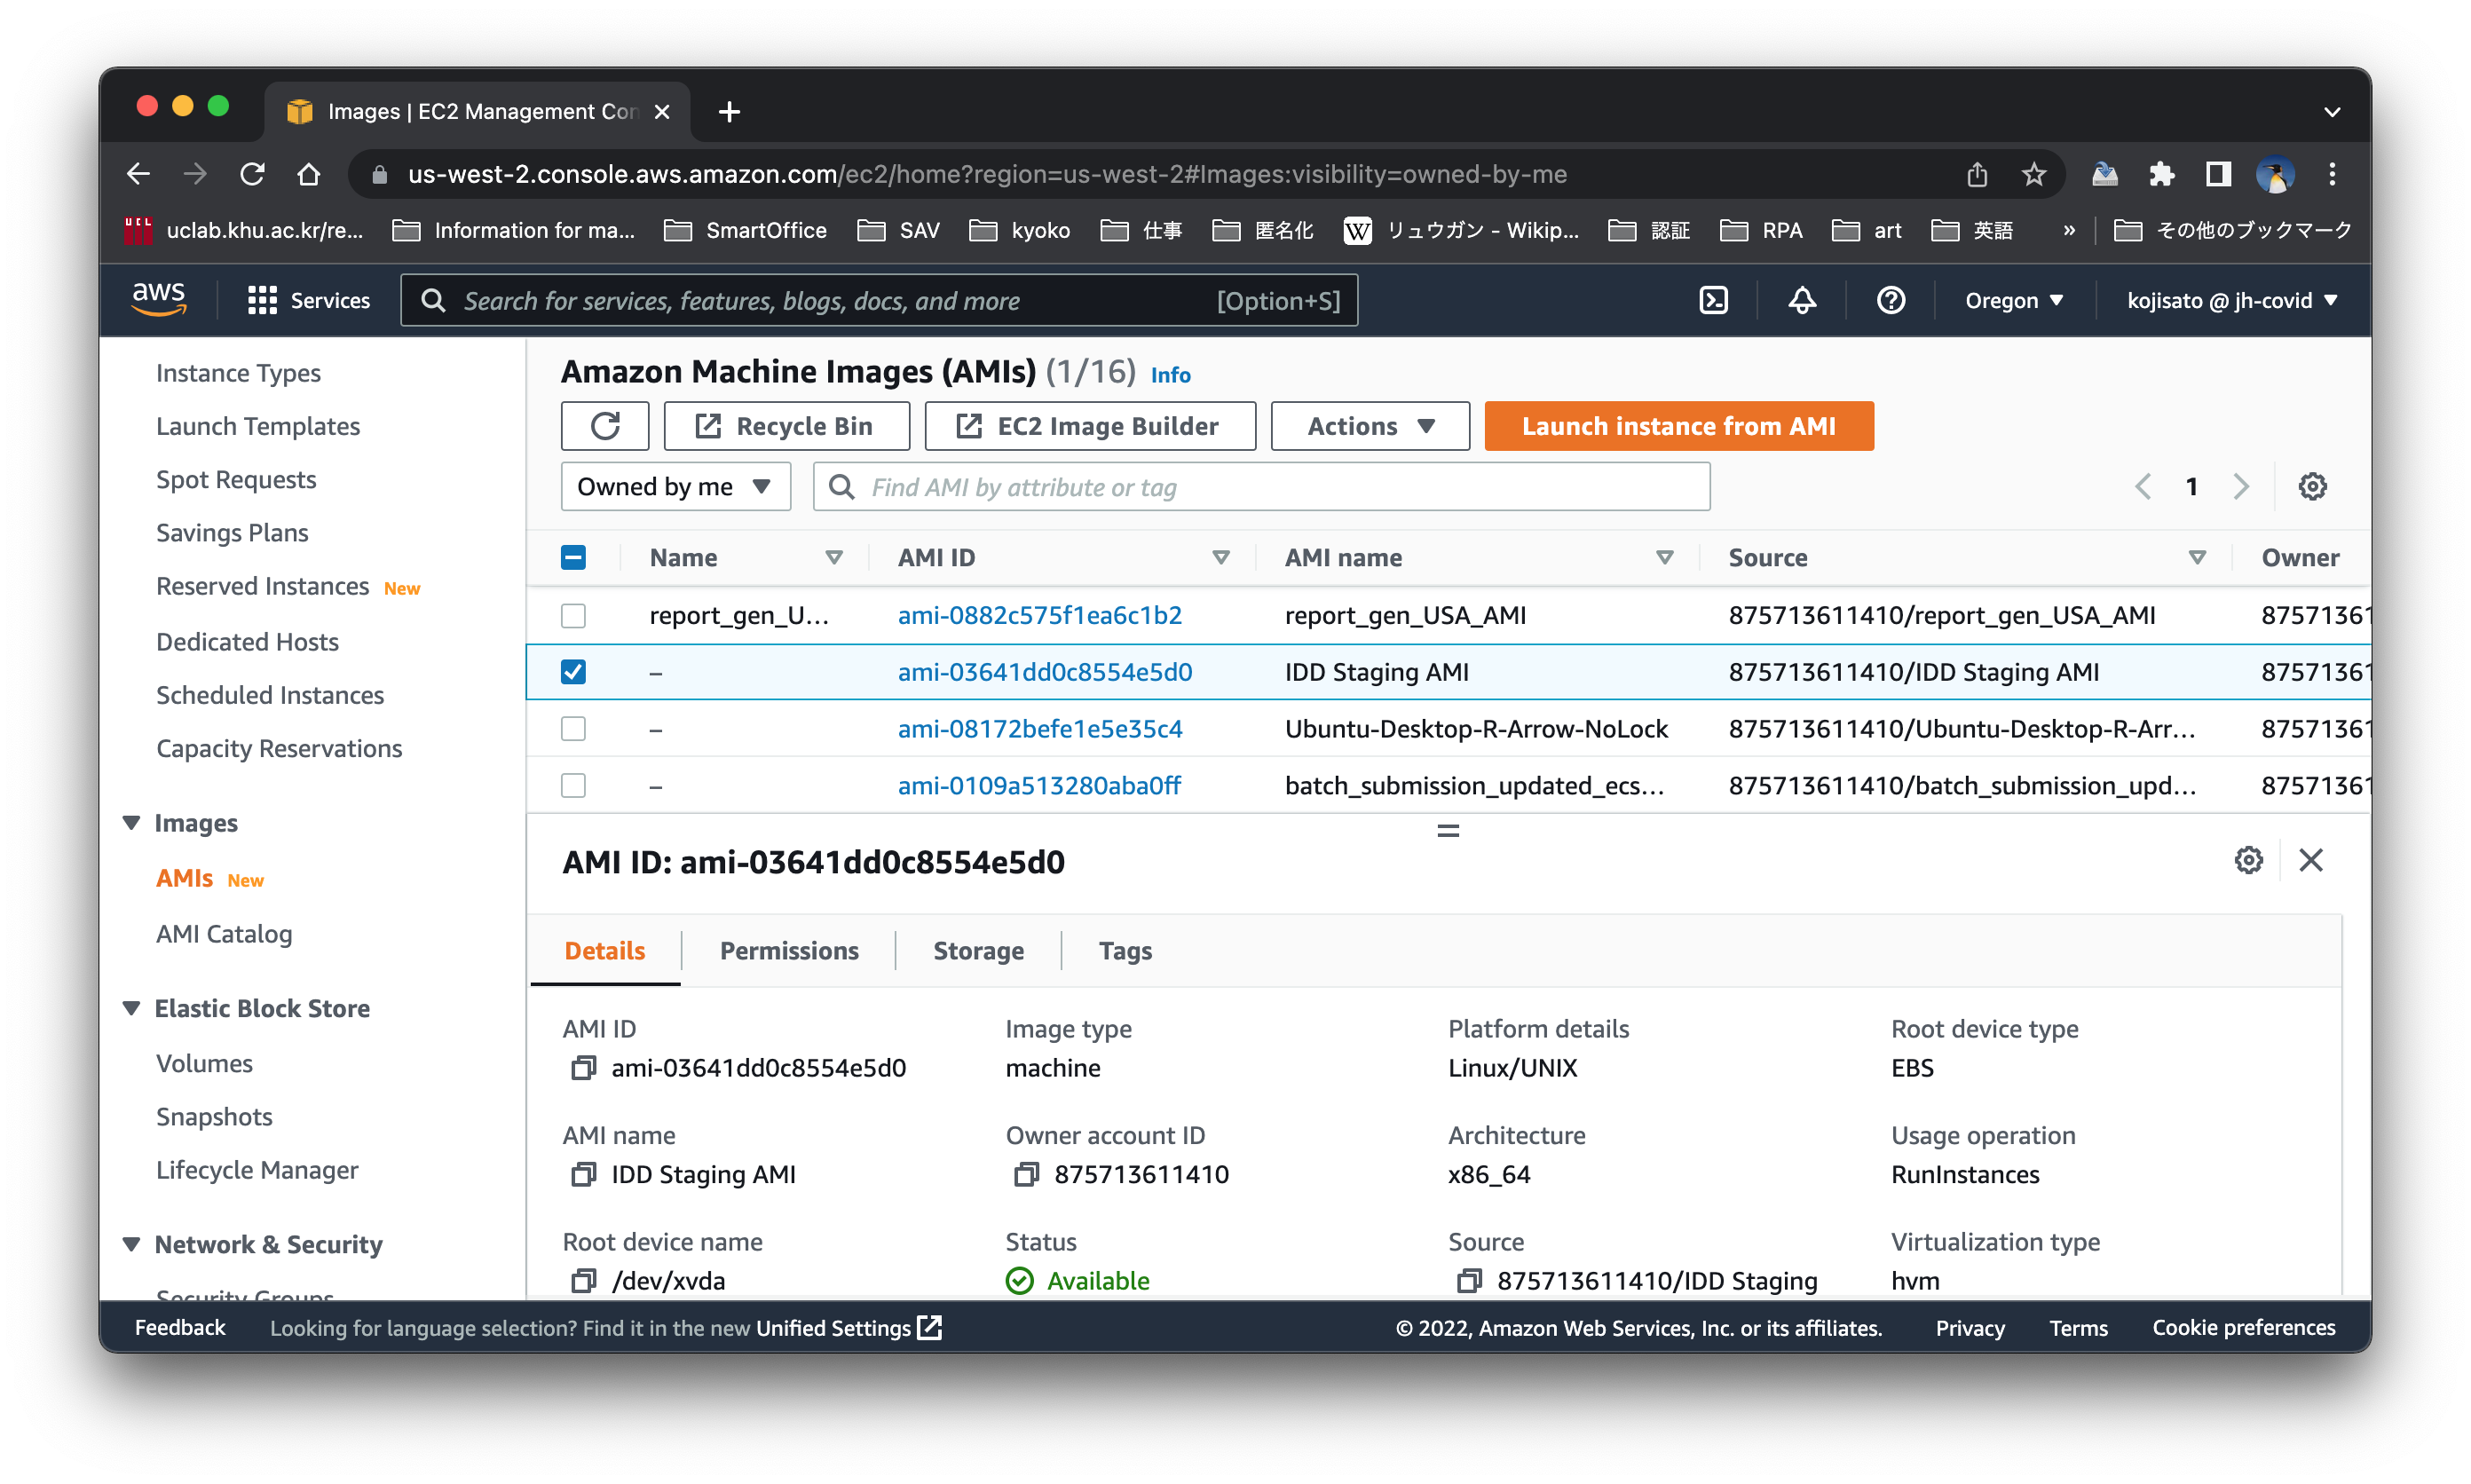 Images | EC2 Management Con
us-west-2.console.aws.amazon.com/ec2/home?region=us-west-2#Images:visibility=owned-by-me
UCL uclab.khu.ac.kr/re... Information for ma... SmartOffice SAV kyoko 仕事 匿名化 W リュウガン - Wikip... 認証 RPA art 英語 » その他のブックマーク
aws Services Search for services, features, blogs, docs, and more [Option+S] Oregon kojisato @ jh-covid
Instance Types
Launch Templates
Spot Requests
Savings Plans
Reserved Instances New
Dedicated Hosts
Scheduled Instances
Capacity Reservations
Images
AMIs New
AMI Catalog
Elastic Block Store
Volumes
Snapshots
Lifecycle Manager
Network & Security
Security Groups
Amazon Machine Images (AMIs) (1/16) Info
Recycle Bin EC2 Image Builder Actions Launch instance from AMI
Owned by me Find AMI by attribute or tag 1
Name AMI ID AMI name Source Owner
report_gen_U... ami-0882c575f1ea6c1b2 report_gen_USA_AMI 875713611410/report_gen_USA_AMI 87571361
– ami-03641dd0c8554e5d0 IDD Staging AMI 875713611410/IDD Staging AMI 87571361
– ami-08172befe1e5e35c4 Ubuntu-Desktop-R-Arrow-NoLock 875713611410/Ubuntu-Desktop-R-Arr... 87571361
– ami-0109a513280aba0ff batch_submission_updated_ecs... 875713611410/batch_submission_upd... 87571361
AMI ID: ami-03641dd0c8554e5d0
Details Permissions Storage Tags
AMI ID Image type Platform details Root device type
ami-03641dd0c8554e5d0 machine Linux/UNIX EBS
AMI name Owner account ID Architecture Usage operation
IDD Staging AMI 875713611410 x86_64 RunInstances
Root device name Status Source Virtualization type
/dev/xvda Available 875713611410/IDD Staging hvm
Feedback Looking for language selection? Find it in the new Unified Settings © 2022, Amazon Web Services, Inc. or its affiliates. Privacy Terms Cookie preferences